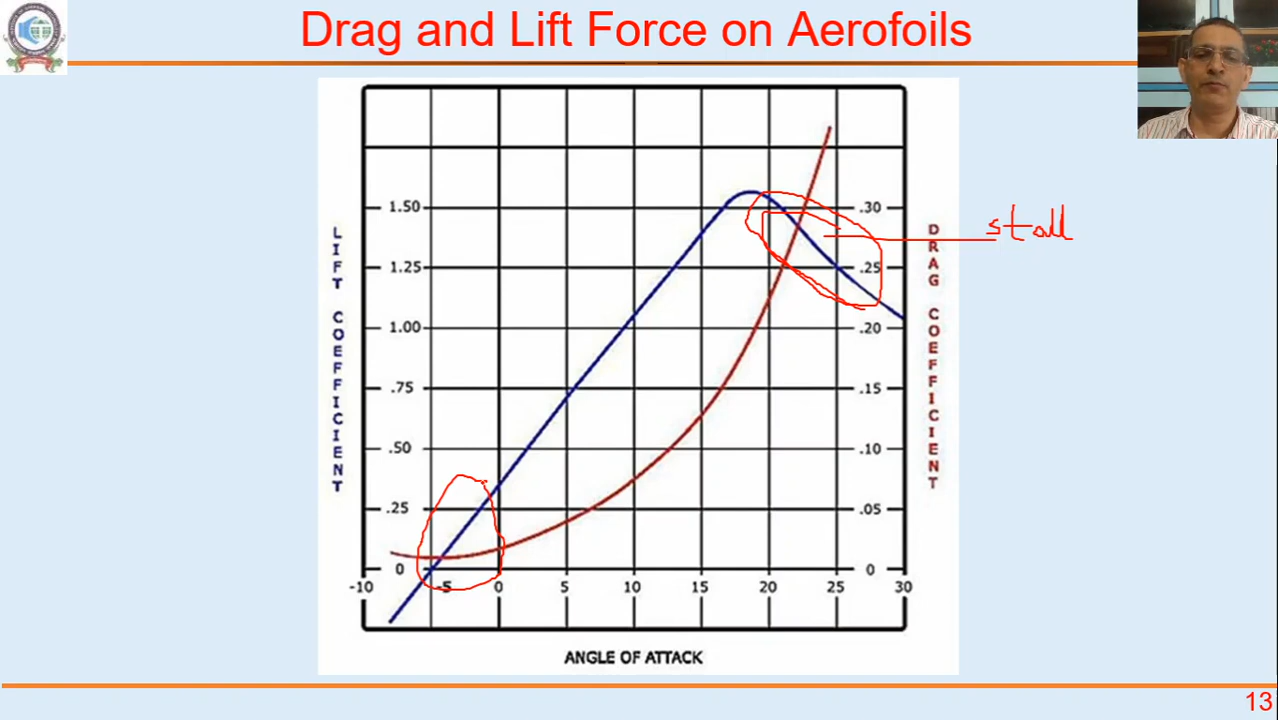 Drag and Lift Force on Aerofoils
1.50
1.25
1.00
.75
.50
.25
0
.30
.25
.20
.15
.10
.05
0
LIFT COEFFICIENT
DRAG COEFFICIENT
stall
-10 -5 0 5 10 15 20 25 30
ANGLE OF ATTACK
13